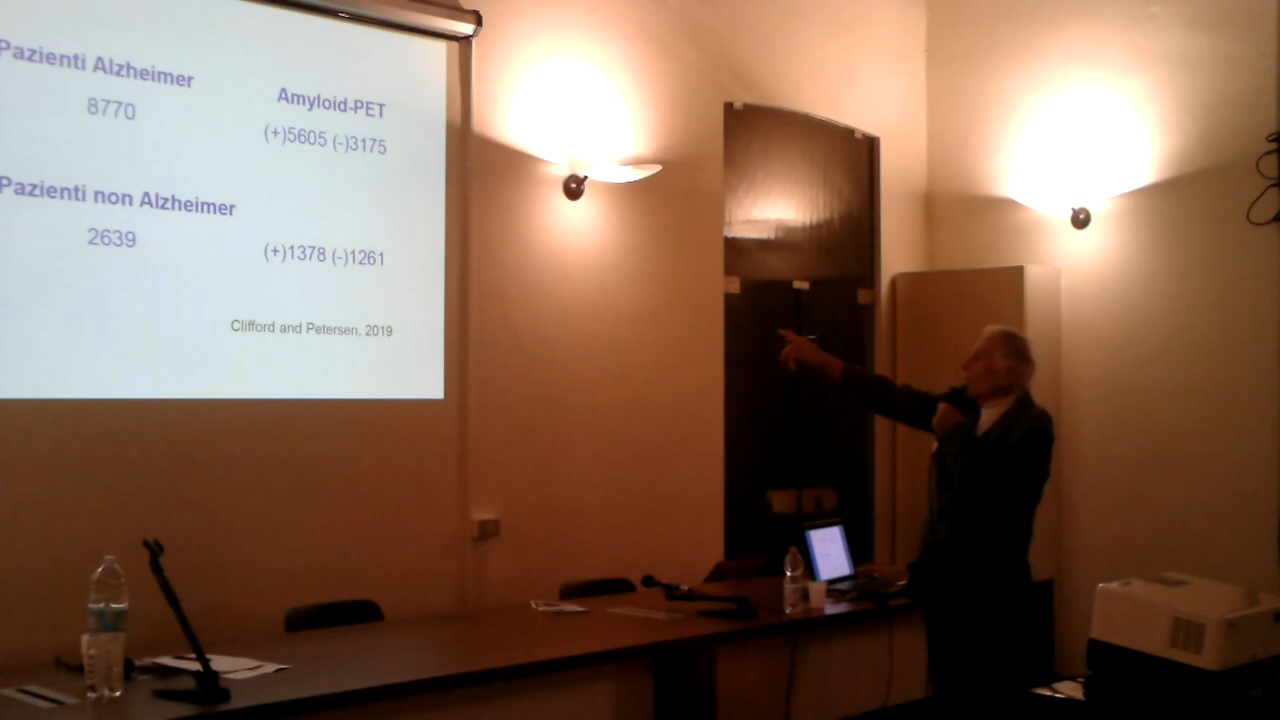 Pazienti Alzheimer
8770
Amyloid-PET
(+)5605 (-)3175
Pazienti non Alzheimer
2639
(+)1378 (-)1261
Clifford and Petersen, 2019